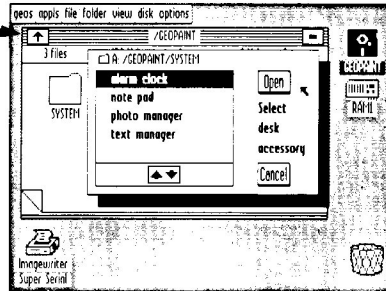 geos appls file folder view disk options
/GEOPAINT
3 files
SYSTEM
A: /GEOPAINT/SYSTEM
alarm clock
note pad
photo manager
text manager
Open
Select
desk
accessory
Cancel
GEOPAINT
RAM1
Imagewriter
Super Serial